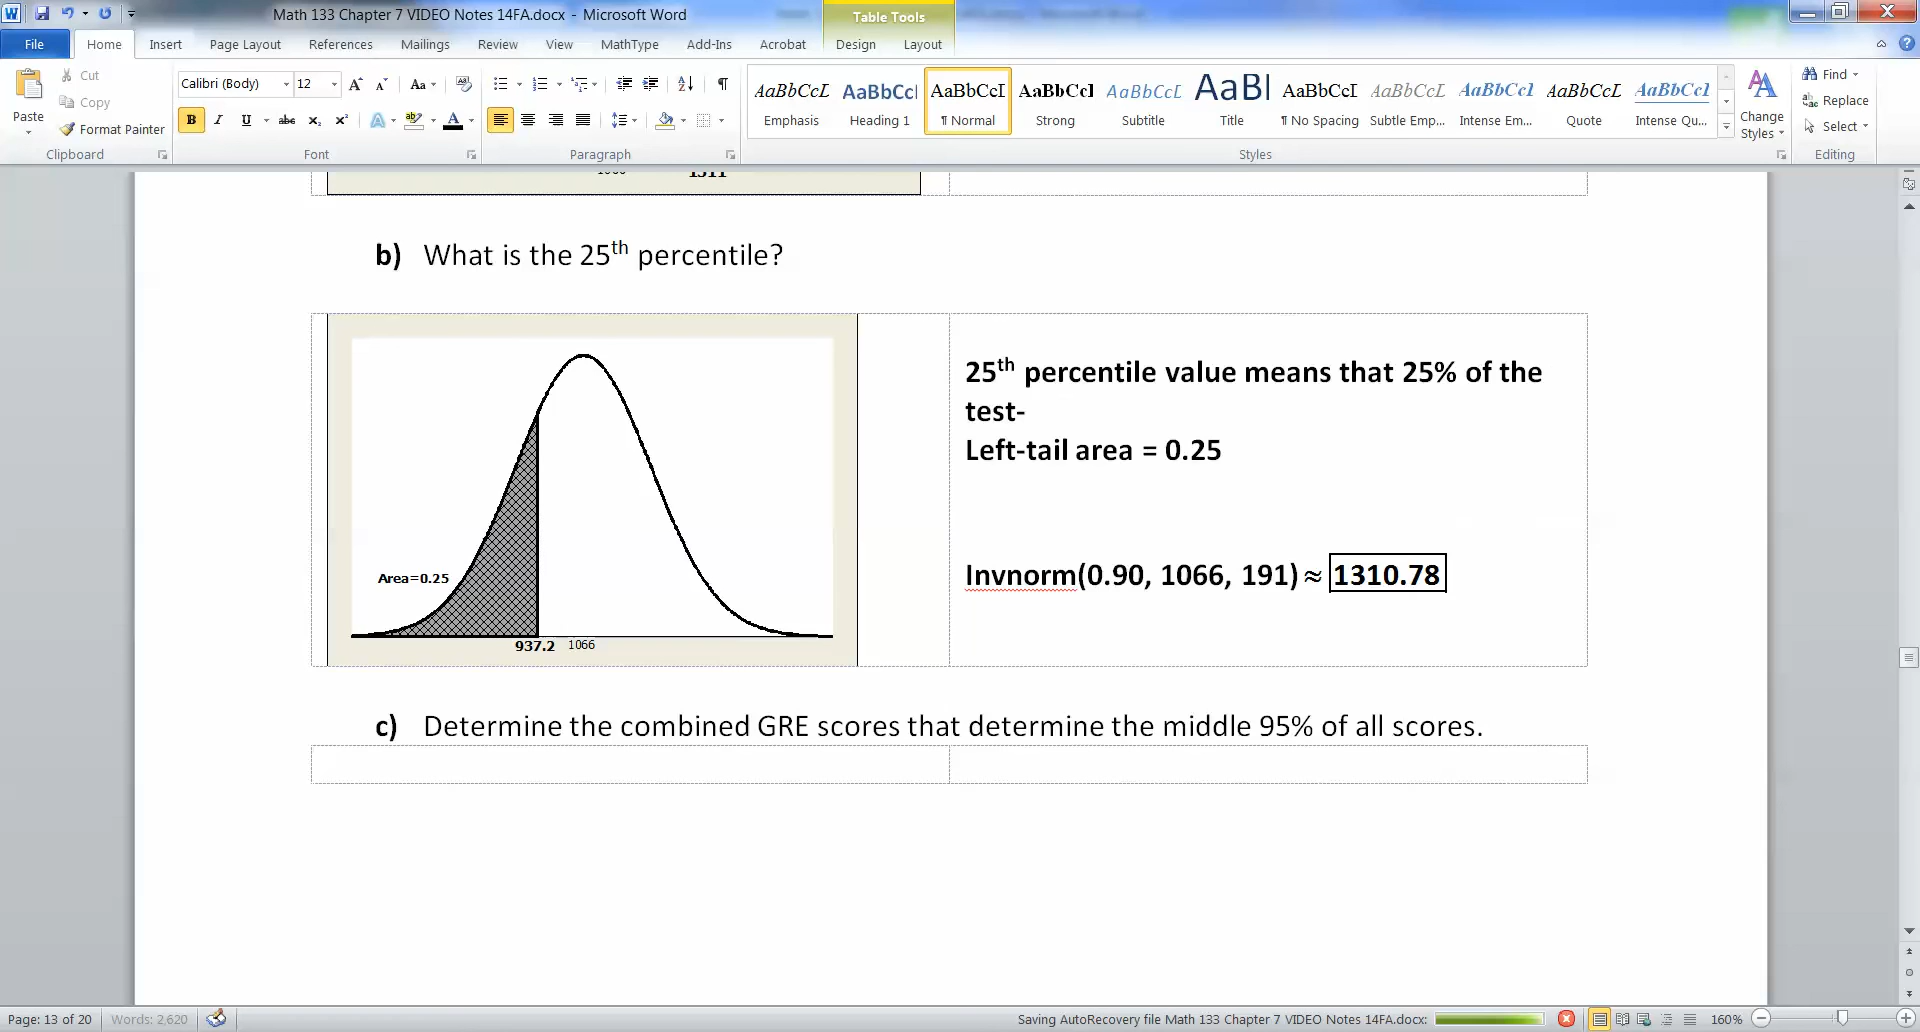 Math 133 Chapter 7 VIDEO Notes 14FA.docx - Microsoft Word
Table Tools
File Home Insert Page Layout References Mailings Review View MathType Add-Ins Acrobat Design Layout
Paste
Cut
Copy
Format Painter
Clipboard
Calibri (Body) 12
Font
Paragraph
AaBbCcL AaBbCcl AaBbCcI AaBbCcI AaBbCcL AaBl AaBbCcI AaBbCcL AaBbCcI AaBbCcL AaBbCcI
Emphasis Heading 1 ¶ Normal Strong Subtitle Title ¶ No Spacing Subtle Emp... Intense Em... Quote Intense Qu...
Styles
Change Styles
Find
Replace
Select
Editing
1311
b) What is the 25th percentile?
Area=0.25
937.2 1066
25th percentile value means that 25% of the
test-
Left-tail area = 0.25
Invnorm(0.90, 1066, 191) ≈ 1310.78
c) Determine the combined GRE scores that determine the middle 95% of all scores.
Page: 13 of 20 Words: 2,620 Saving AutoRecovery file Math 133 Chapter 7 VIDEO Notes 14FA.docx: 160%